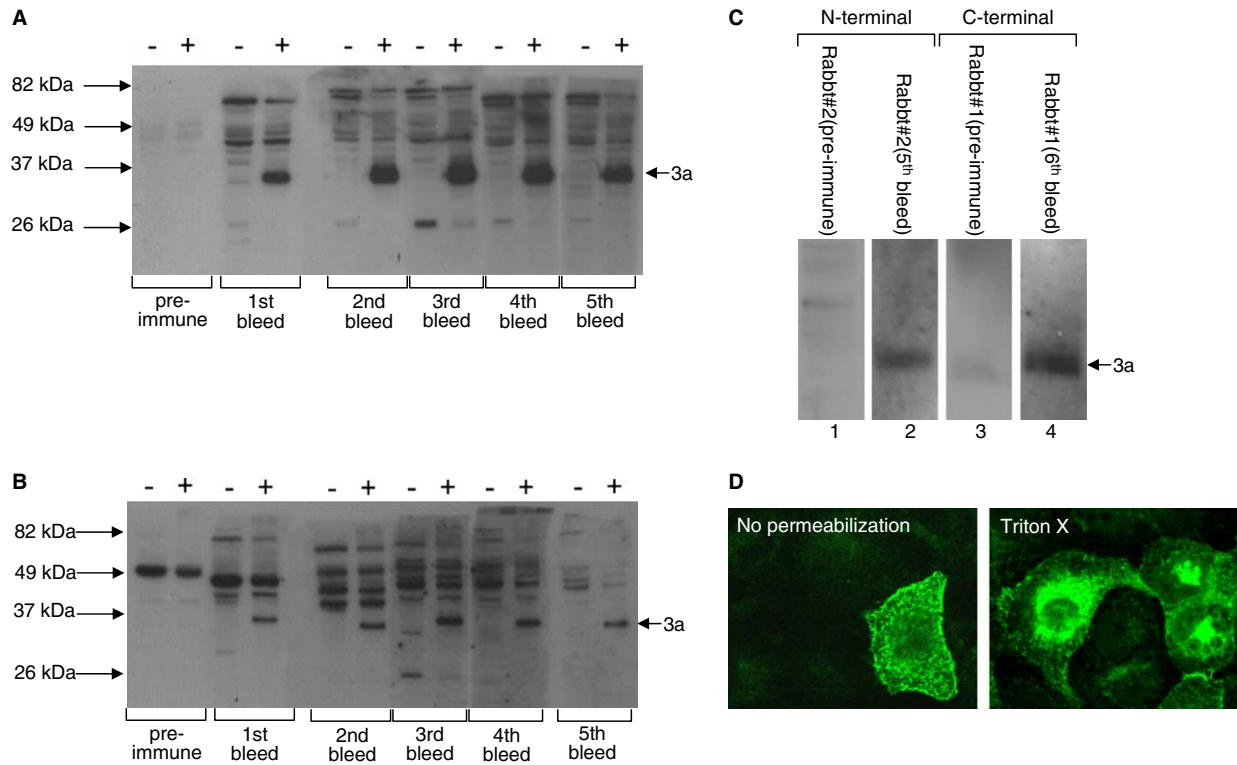 A
- + - + - + - + - + - +
82 kDa
49 kDa
37 kDa
26 kDa
3a
pre-
immune
1st
bleed
2nd
bleed
3rd
bleed
4th
bleed
5th
bleed
B
- + - + - + - + - + - +
82 kDa
49 kDa
37 kDa
26 kDa
3a
pre-
immune
1st
bleed
2nd
bleed
3rd
bleed
4th
bleed
5th
bleed
C
N-terminal
C-terminal
Rabbt#2(pre-immune)
Rabbt#2(5th bleed)
Rabbt#1(pre-immune)
Rabbt#1(6th bleed)
3a
1 2 3 4
D
No permeabilization
Triton X